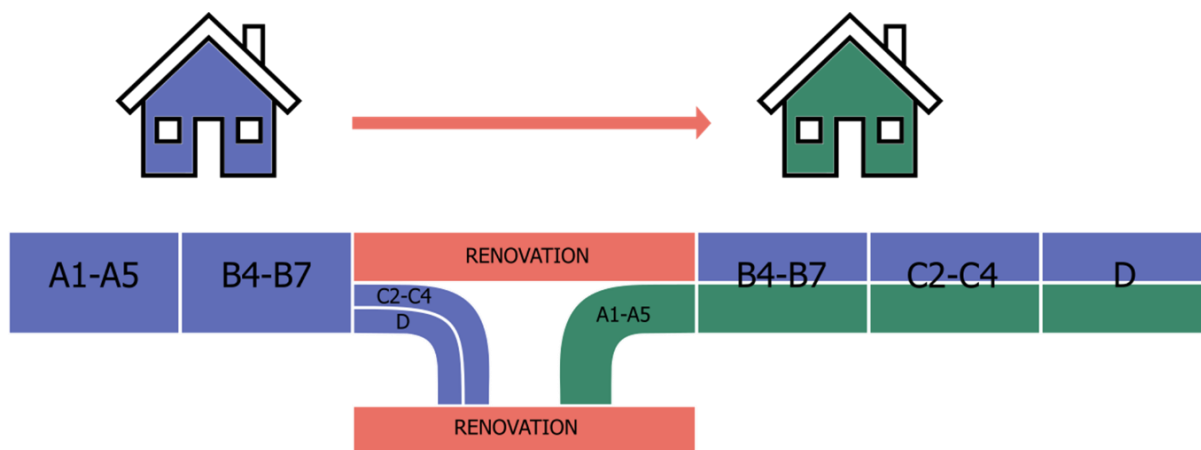 A1-A5
B4-B7
RENOVATION
B4-B7
C2-C4
D
C2-C4
D
A1-A5
RENOVATION